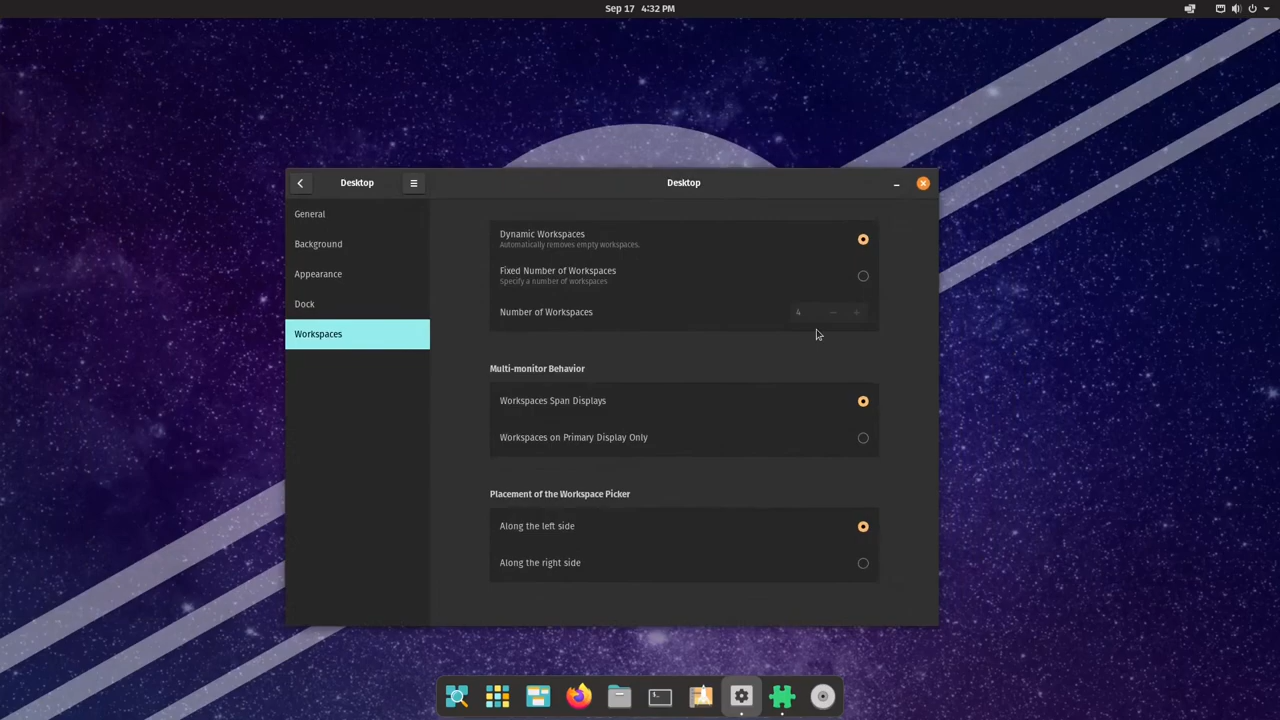 Sep 17 4:32 PM
Desktop
Desktop
General
Background
Appearance
Dock
Workspaces
Dynamic Workspaces
Automatically removes empty workspaces.
Fixed Number of Workspaces
Specify a number of workspaces
Number of Workspaces 4 − +
Multi-monitor Behavior
Workspaces Span Displays
Workspaces on Primary Display Only
Placement of the Workspace Picker
Along the left side
Along the right side